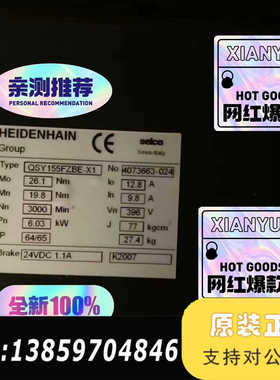 亲测推荐
PERSONAL RECOMMENDATION
XIANYU
HOT GOODS
网红爆
HEIDENHAIN
Group
CE
selca
Type QSY155FZBE-X1 No 4073663-024
Mo 26.1 Nm Io 12.8 A
Mn 19.8 Nm In 9.8 A
Nn 3000 Min Vn 396 V
Pn 6.03 kW J 77 kgcm
P 64/65 27.4 kg
Brake 24VDC 1.1A K2007
XIANYU
HOT GOODS
网红爆款
全新100%
原装正
支持对公
:13859704846